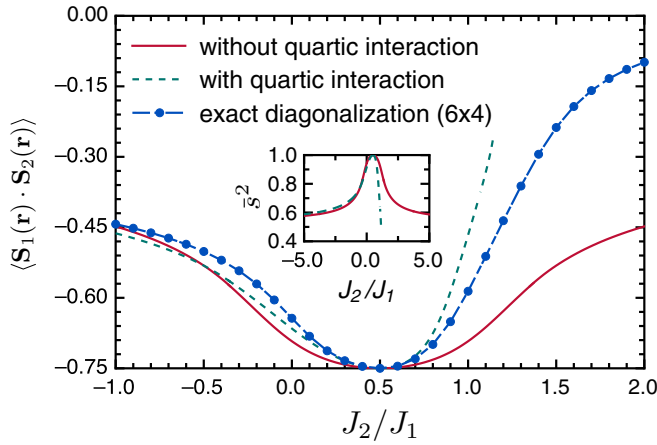 0.00
−0.15
−0.30
−0.45
−0.60
−0.75
⟨S₁(r) · S₂(r)⟩
without quartic interaction
with quartic interaction
exact diagonalization (6x4)
1.0
0.8
0.6
0.4
s̄²
−5.0 0.0 5.0
J₂/J₁
−1.0 −0.5 0.0 0.5 1.0 1.5 2.0
J₂/J₁